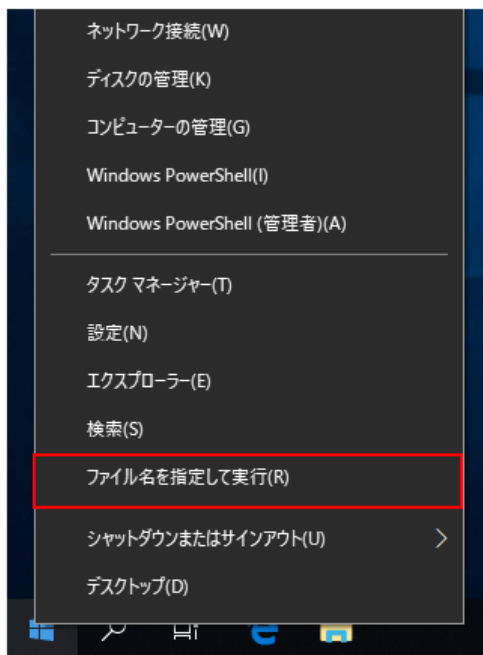 ネットワーク接続(W)
ディスクの管理(K)
コンピューターの管理(G)
Windows PowerShell(I)
Windows PowerShell (管理者)(A)
タスク マネージャー(T)
設定(N)
エクスプローラー(E)
検索(S)
ファイル名を指定して実行(R)
シャットダウンまたはサインアウト(U)
デスクトップ(D)